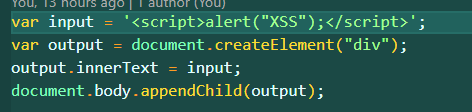 You, 13 hours ago | 1 author (You)
var input = '<script>alert("XSS");</script>';
var output = document.createElement("div");
output.innerText = input;
document.body.appendChild(output);